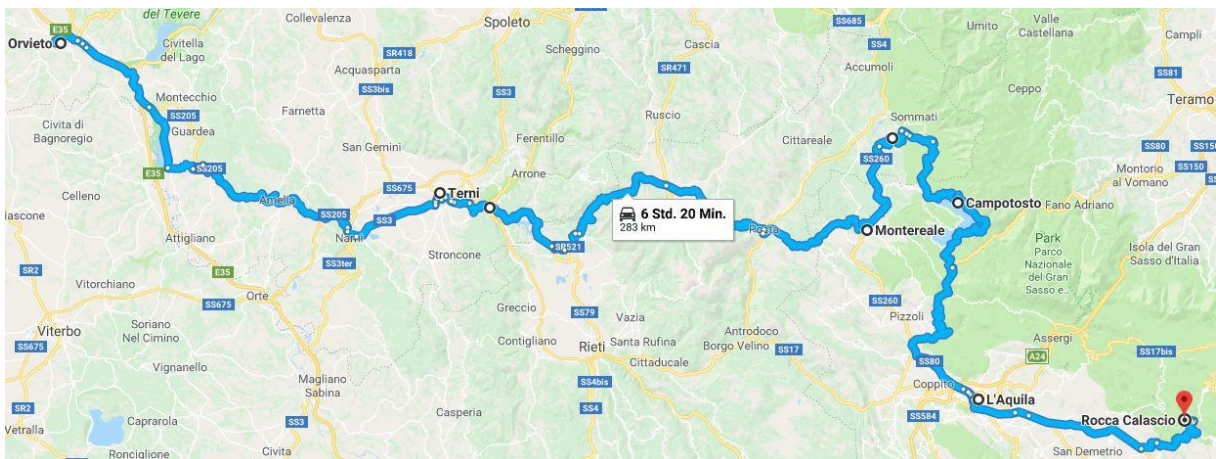 del Tevere
E35
Orvieto
Civitella
del Lago
Collevalenza
SS3bis
Spoleto
SR418
Acquasparta
SS3bis
SS3
Scheggino
Cascia
SR471
SS685
SS4
Accumoli
Umito
Valle
Castellana
Campli
SS81
Teramo
Ceppo
Civita di
Bagnoregio
Montecchio
SS205
Guardea
Farnetta
San Gemini
Ferentillo
Arrone
Ruscio
Cittareale
Sommati
SS260
SS80
SS150
Montorio
al Vomano
SS150
Celleno
E35
SS205
Amelia
SS675
Terni
6 Std. 20 Min.
283 km
Campotosto
Fano Adriano
Attigliano
SS205
SS3
Narni
SS3ter
Stroncone
SP521
Posta
Montereale
Park
Parco
Nazionale
del Gran
Sasso e...
Isola del Gran
Sasso d'Italia
SR2
E35
Vitorchiano
SS675
Orte
Greccio
SS79
Vazia
SS260
Pizzoli
Viterbo
SS675
Soriano
Nel Cimino
Contigliano
Rieti
Santa Rufina
Antrodoco
Borgo Velino
SS17
Cittaducale
Assergi
A24
SS17bis
Vignanello
Magliano
Sabina
SS4bis
SS80
Coppito
L'Aquila
SR2
Vetralla
Caprarola
SS3
Casperia
SS4
SS584
Rocca Calascio
Ronciglione
Civita
San Demetrio